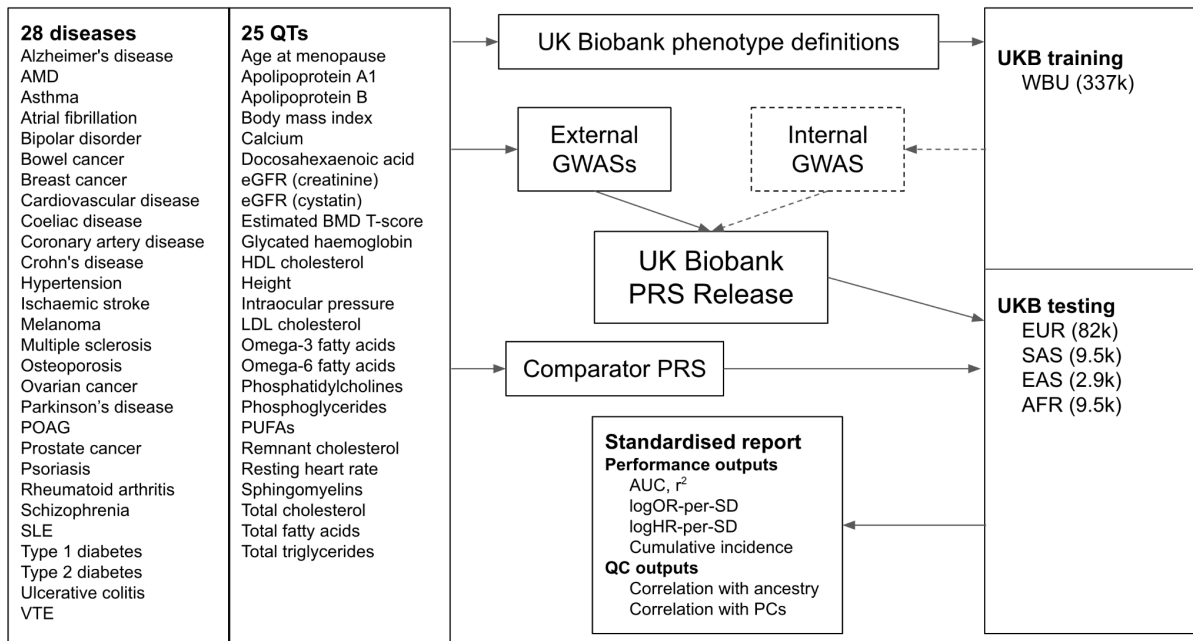 28 diseases
Alzheimer's disease
AMD
Asthma
Atrial fibrillation
Bipolar disorder
Bowel cancer
Breast cancer
Cardiovascular disease
Coeliac disease
Coronary artery disease
Crohn's disease
Hypertension
Ischaemic stroke
Melanoma
Multiple sclerosis
Osteoporosis
Ovarian cancer
Parkinson’s disease
POAG
Prostate cancer
Psoriasis
Rheumatoid arthritis
Schizophrenia
SLE
Type 1 diabetes
Type 2 diabetes
Ulcerative colitis
VTE
25 QTs
Age at menopause
Apolipoprotein A1
Apolipoprotein B
Body mass index
Calcium
Docosahexaenoic acid
eGFR (creatinine)
eGFR (cystatin)
Estimated BMD T-score
Glycated haemoglobin
HDL cholesterol
Height
Intraocular pressure
LDL cholesterol
Omega-3 fatty acids
Omega-6 fatty acids
Phosphatidylcholines
Phosphoglycerides
PUFAs
Remnant cholesterol
Resting heart rate
Sphingomyelins
Total cholesterol
Total fatty acids
Total triglycerides
UK Biobank phenotype definitions
External
GWASs
Internal
GWAS
UK Biobank
PRS Release
Comparator PRS
Standardised report
Performance outputs
AUC, r²
logOR-per-SD
logHR-per-SD
Cumulative incidence
QC outputs
Correlation with ancestry
Correlation with PCs
UKB training
WBU (337k)
UKB testing
EUR (82k)
SAS (9.5k)
EAS (2.9k)
AFR (9.5k)